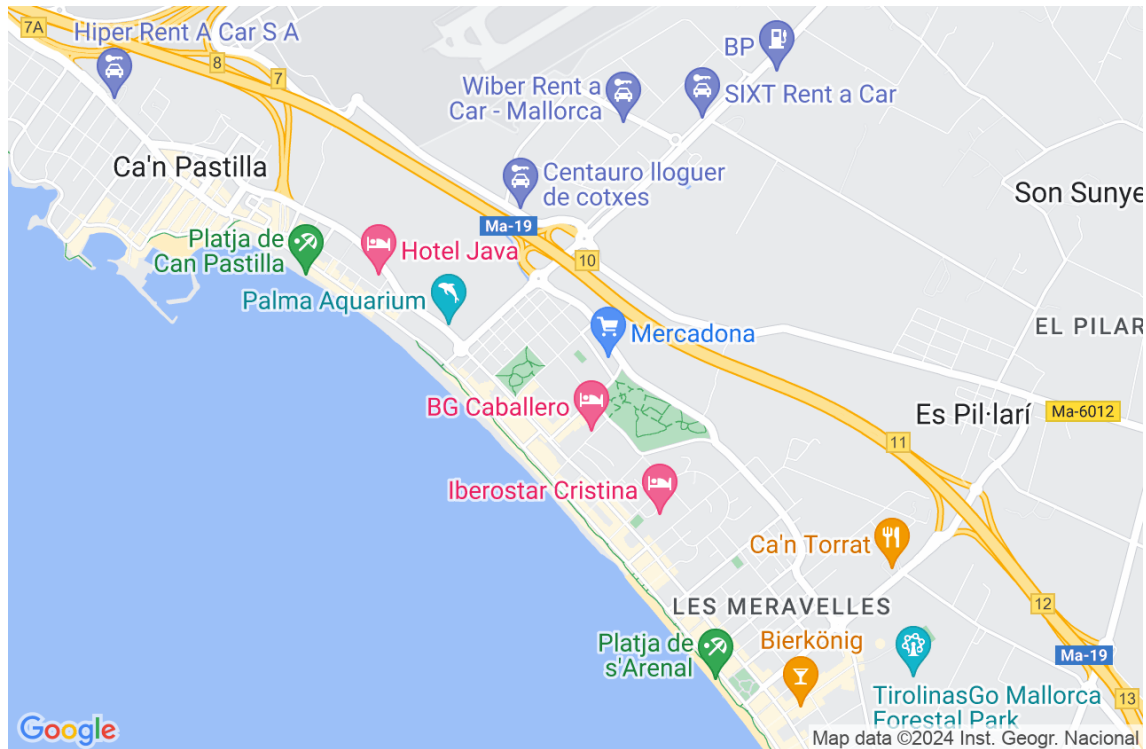 7A
Hiper Rent A Car S A
8
7
BP
Wiber Rent a
Car - Mallorca
SIXT Rent a Car
Ca'n Pastilla
Centauro lloguer
de cotxes
Son Sunye
Ma-19
Platja de
Can Pastilla
Hotel Java
10
Palma Aquarium
Mercadona
EL PILAR
BG Caballero
Es Pil·larí
Ma-6012
11
Iberostar Cristina
Ca'n Torrat
12
LES MERAVELLES
Platja de
s'Arenal
Bierkönig
Ma-19
TirolinasGo Mallorca
Forestal Park
13
Google
Map data ©2024 Inst. Geogr. Nacional